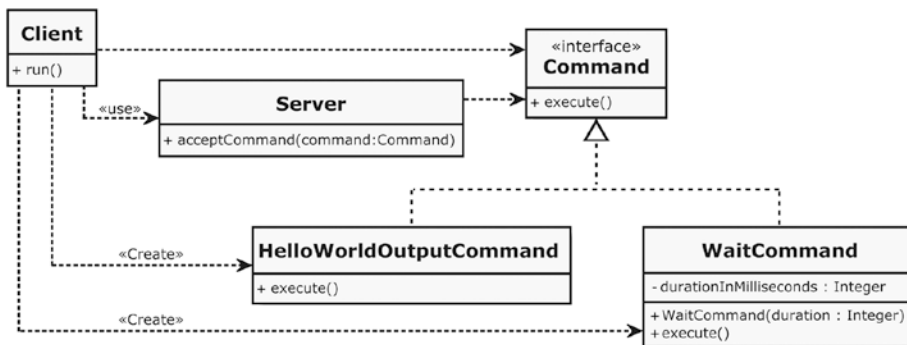 Client
+ run()
«interface»
Command
+ execute()
«use»
Server
+ acceptCommand(command:Command)
«Create»
HelloWorldOutputCommand
+ execute()
«Create»
WaitCommand
- durationInMilliseconds : Integer
+ WaitCommand(duration : Integer)
+ execute()